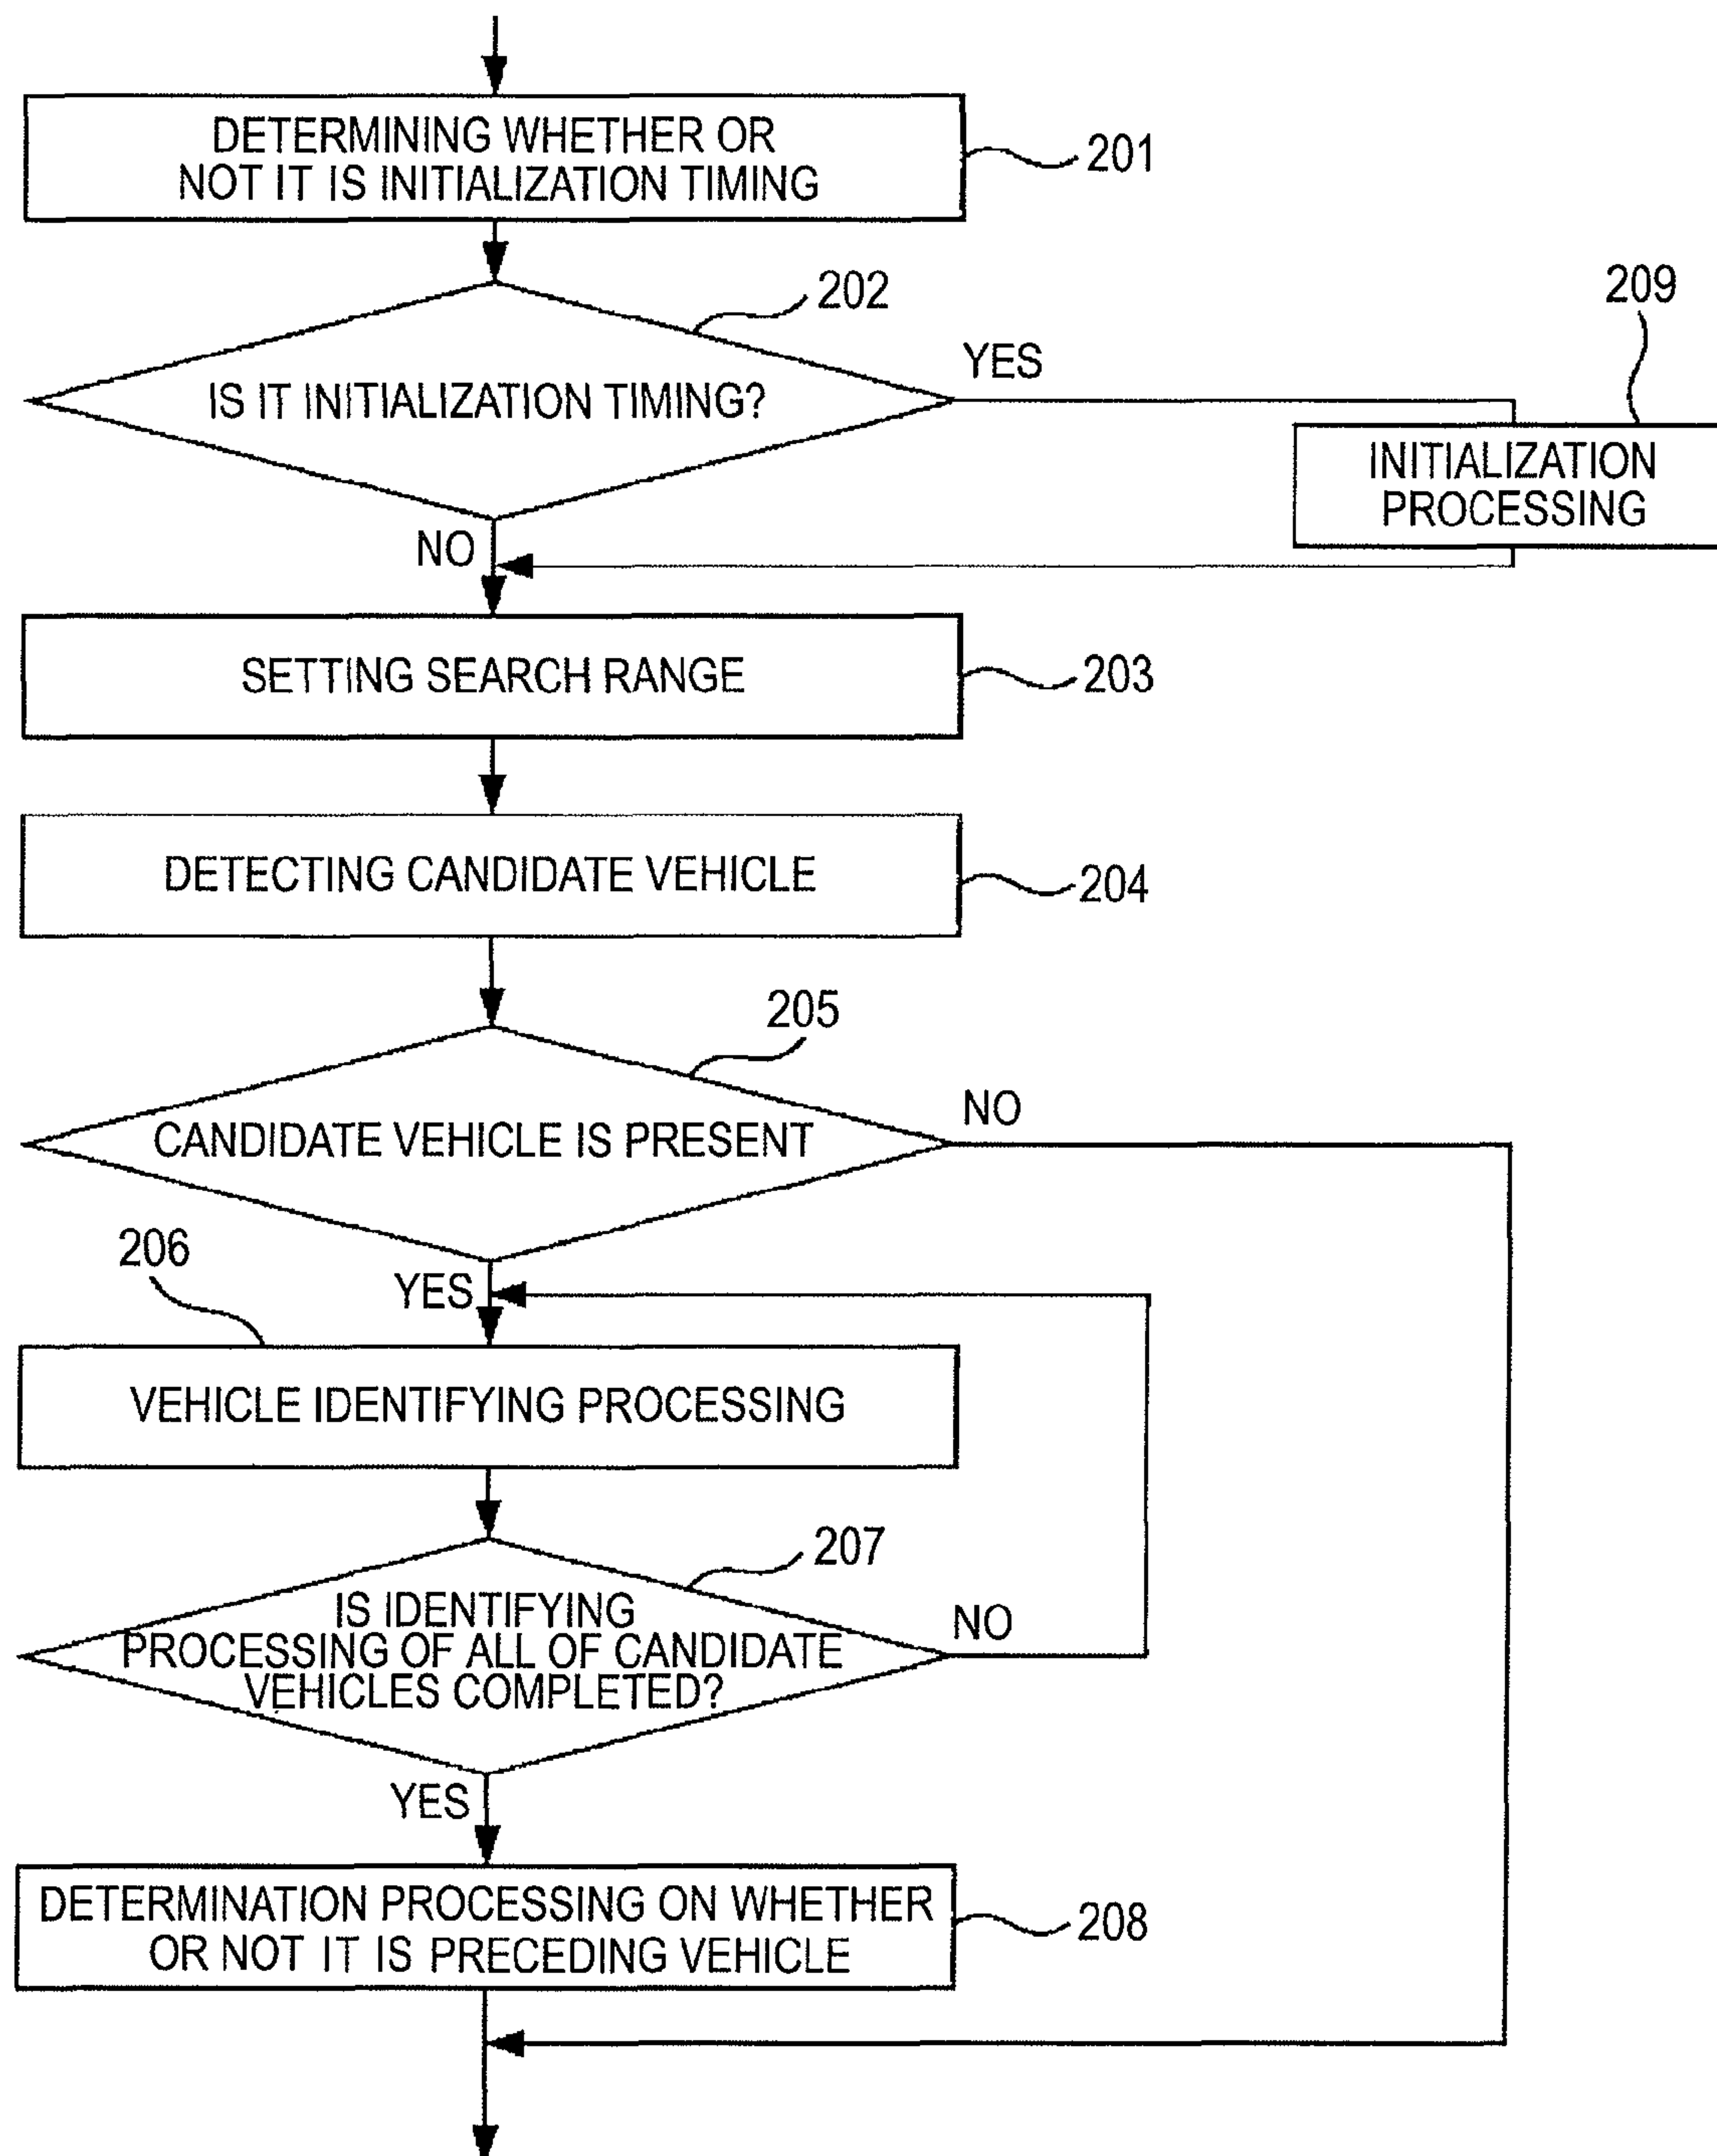 DETERMINING WHETHER OR
NOT IT IS INITIALIZATION TIMING
201
202
209
IS IT INITIALIZATION TIMING?
YES
INITIALIZATION
PROCESSING
NO
SETTING SEARCH RANGE
203
DETECTING CANDIDATE VEHICLE
204
205
CANDIDATE VEHICLE IS PRESENT
NO
206
YES
VEHICLE IDENTIFYING PROCESSING
207
IS IDENTIFYING
PROCESSING OF ALL OF CANDIDATE
VEHICLES COMPLETED?
NO
YES
DETERMINATION PROCESSING ON WHETHER
OR NOT IT IS PRECEDING VEHICLE
208